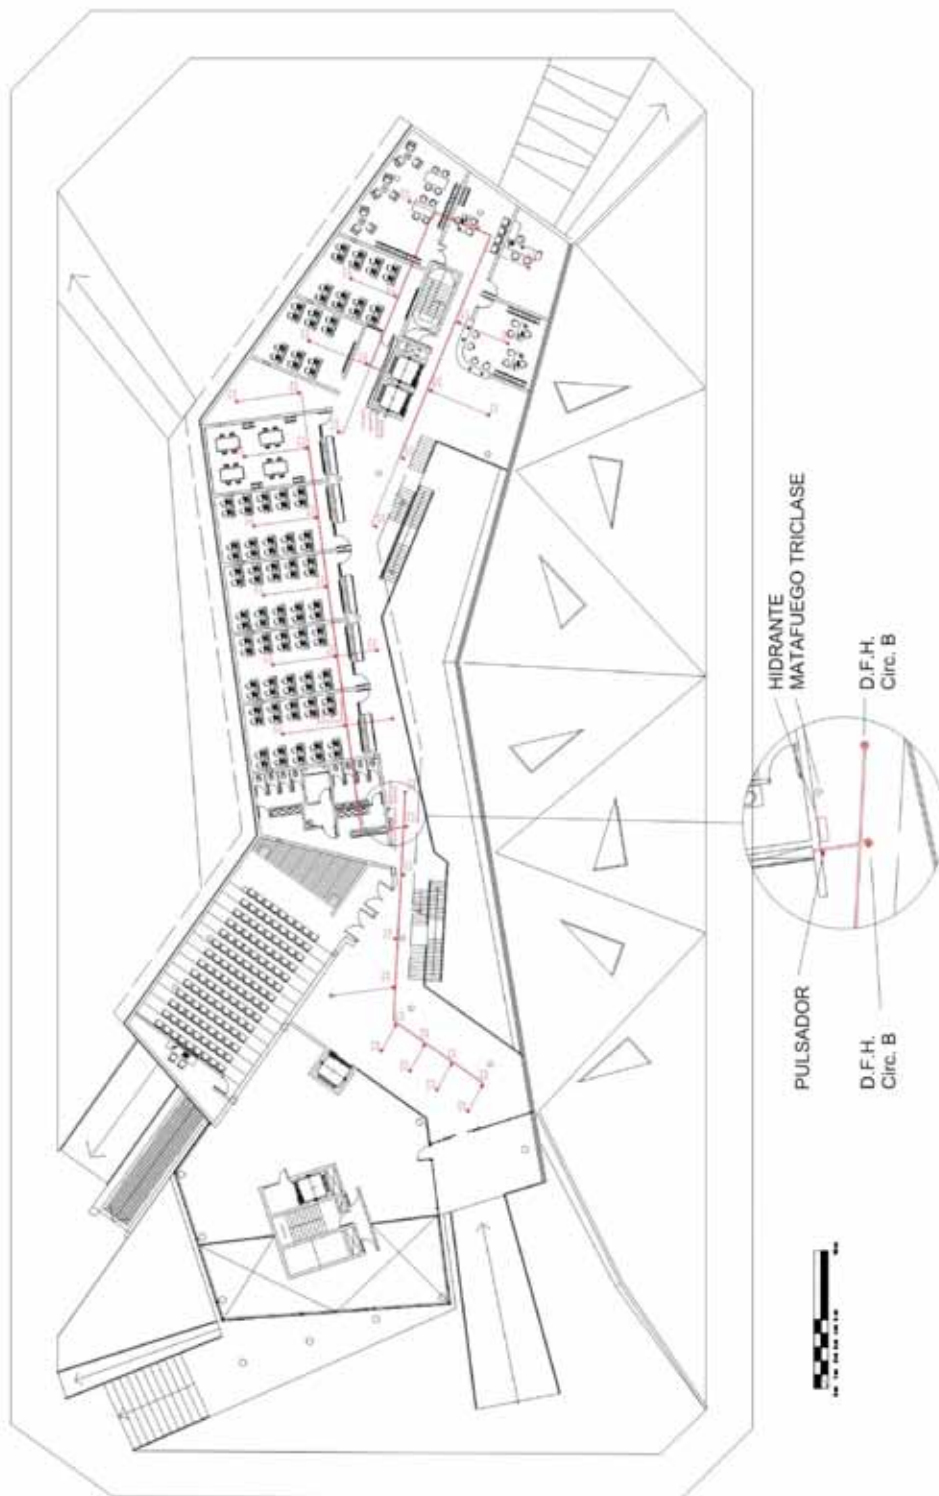 HIDRANTE
MATAFUEGO TRICLASE
D.F.H.
Circ. B
PULSADOR
D.F.H.
Circ. B